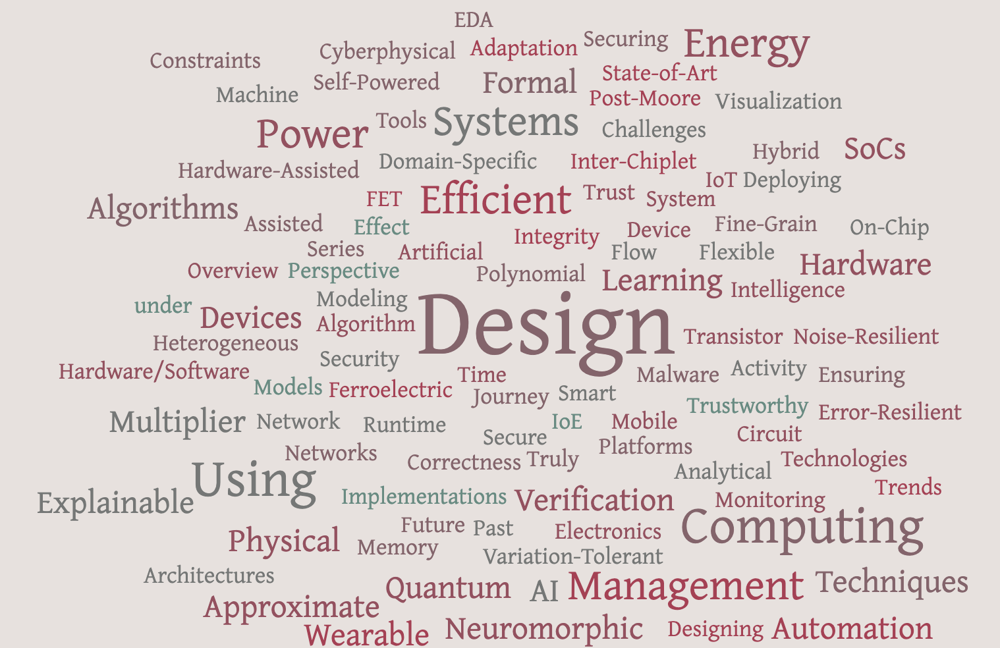 EDA
Constraints Cyberphysical Adaptation Securing Energy
Machine Self-Powered Formal State-of-Art
Post-Moore Visualization
Power Tools Systems Challenges
Hybrid SoCs
Hardware-Assisted Domain-Specific Inter-Chiplet
IoT Deploying
Algorithms FET Efficient Trust System
Assisted Effect Integrity Device Fine-Grain On-Chip
Series Artificial Flow Flexible
Overview Perspective Polynomial Learning Hardware
Intelligence
under Devices Modeling
Algorithm Design Transistor Noise-Resilient
Heterogeneous Security
Hardware/Software Time Malware Activity Ensuring
Models Ferroelectric Journey Smart
Trustworthy Error-Resilient
Multiplier Network Runtime IoE Mobile
Secure Circuit
Networks Correctness Truly Platforms Technologies
Using Analytical
Explainable Implementations Verification Monitoring Trends
Future Past Electronics Computing
Physical Memory Variation-Tolerant
Architectures Quantum AI Management Techniques
Approximate
Wearable Neuromorphic Designing Automation